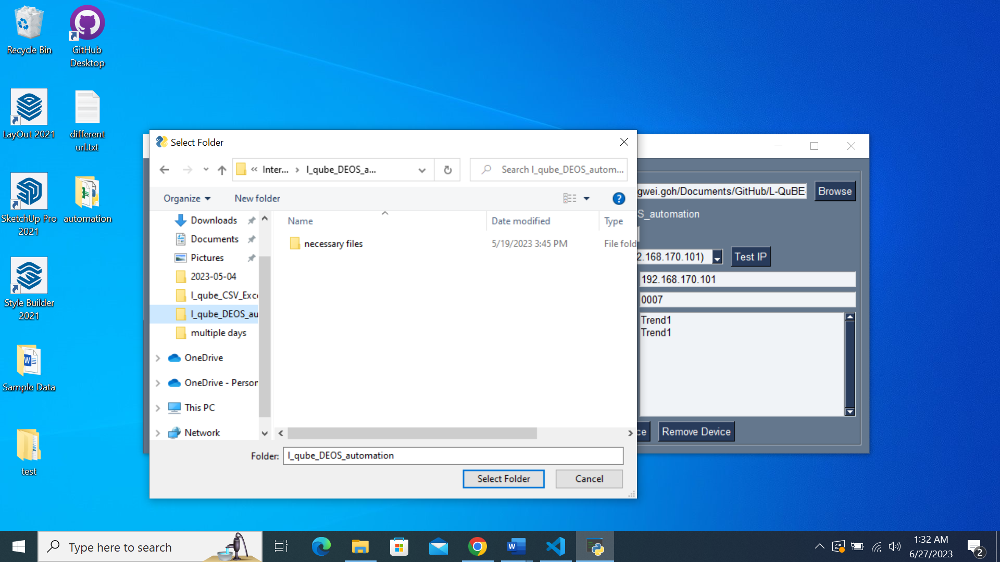 Recycle Bin
GitHub
Desktop
LayOut 2021
different
url.txt
SketchUp Pro
2021
automation
Style Builder
2021
Sample Data
test
Select Folder
Inter...
l_qube_DEOS_a...
Search l_qube_DEOS_autom...
Organize
New folder
?
Name
Date modified
Type
Downloads
Documents
Pictures
2023-05-04
l_qube_CSV_Exc
l_qube_DEOS_au
multiple days
OneDrive
OneDrive - Person
This PC
Network
necessary files
5/19/2023 3:45 PM
File fold
Folder:
l_qube_DEOS_automation
Select Folder
Cancel
gwei.goh/Documents/GitHub/L-QuBE
Browse
S_automation
2.168.170.101)
Test IP
192.168.170.101
0007
Trend1
Trend1
ce
Remove Device
Type here to search
1:32 AM
6/27/2023
2